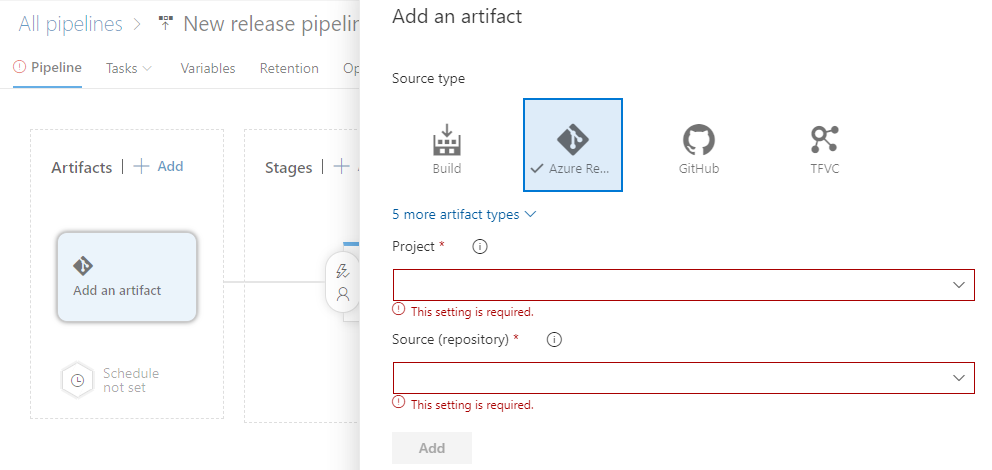 All pipelines > New release pipelin
Pipeline Tasks Variables Retention Op
Artifacts | + Add
Stages | +
Add an artifact
Schedule
not set
Add an artifact
Source type
Build
Azure Re...
GitHub
TFVC
5 more artifact types
Project *
This setting is required.
Source (repository) *
This setting is required.
Add